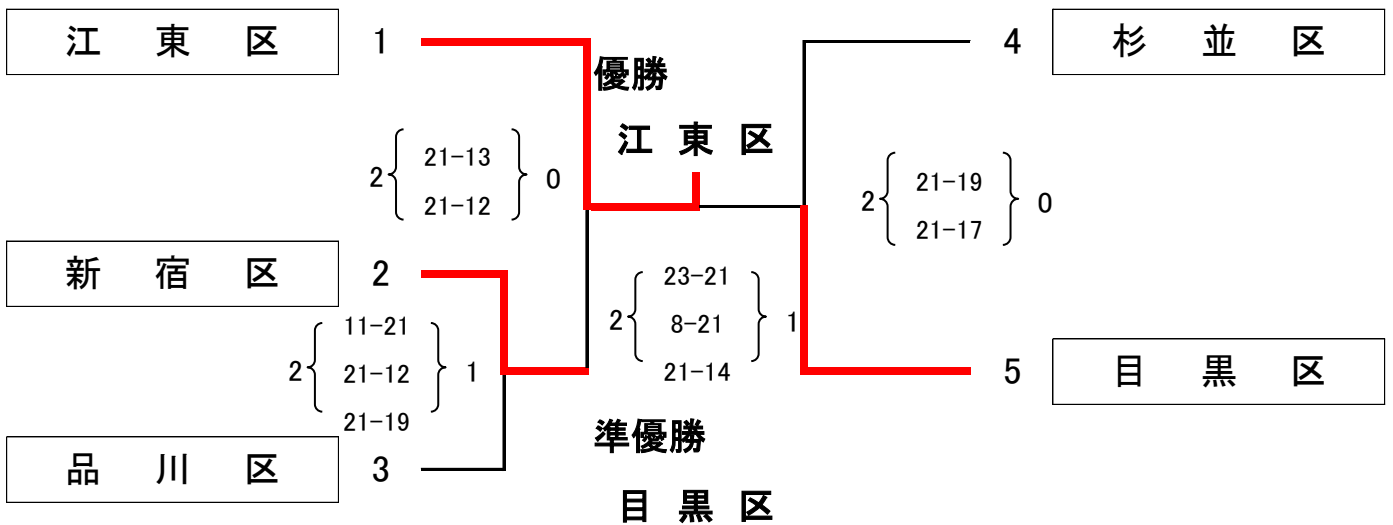 江東区 1
4 杉並区
優勝
江東区
2 21-13 0
21-12
2 21-19 0
21-17
新宿区 2
2 11-21 1
21-12
21-19
2 23-21 1
8-21
21-14
5 目黒区
品川区 3
準優勝
目黒区